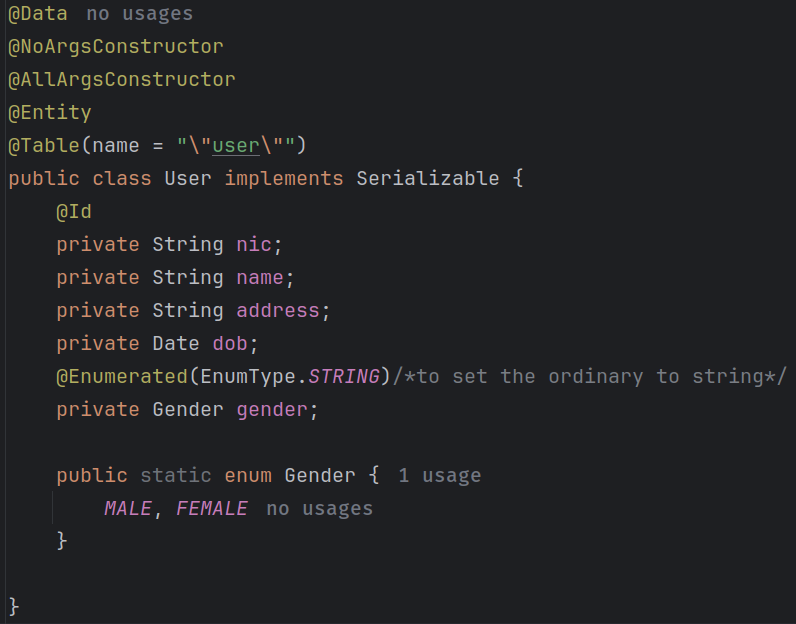 @Data no usages
@NoArgsConstructor
@AllArgsConstructor
@Entity
@Table(name = "\"user\"")
public class User implements Serializable {
    @Id
    private String nic;
    private String name;
    private String address;
    private Date dob;
    @Enumerated(EnumType.STRING)/*to set the ordinary to string*/
    private Gender gender;

    public static enum Gender { 1 usage
        MALE, FEMALE no usages
    }

}